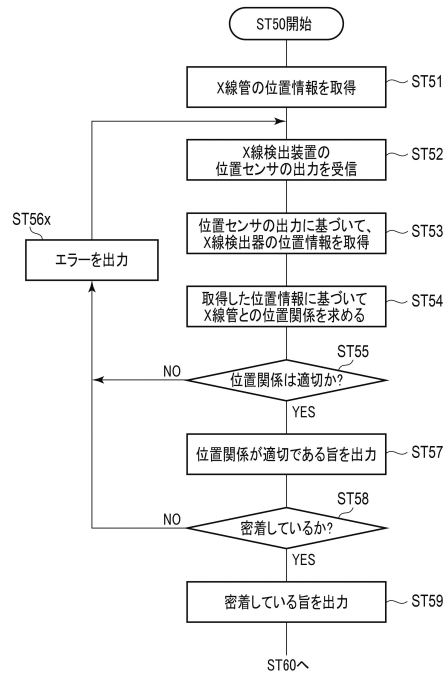 ST50開始
X線管の位置情報を取得
ST51
X線検出装置の
位置センサの出力を受信
ST52
ST56x
エラーを出力
位置センサの出力に基づいて、
X線検出器の位置情報を取得
ST53
取得した位置情報に基づいて
X線管との位置関係を求める
ST54
ST55
位置関係は適切か?
NO
YES
位置関係が適切である旨を出力
ST57
ST58
密着しているか?
NO
YES
密着している旨を出力
ST59
ST60へ